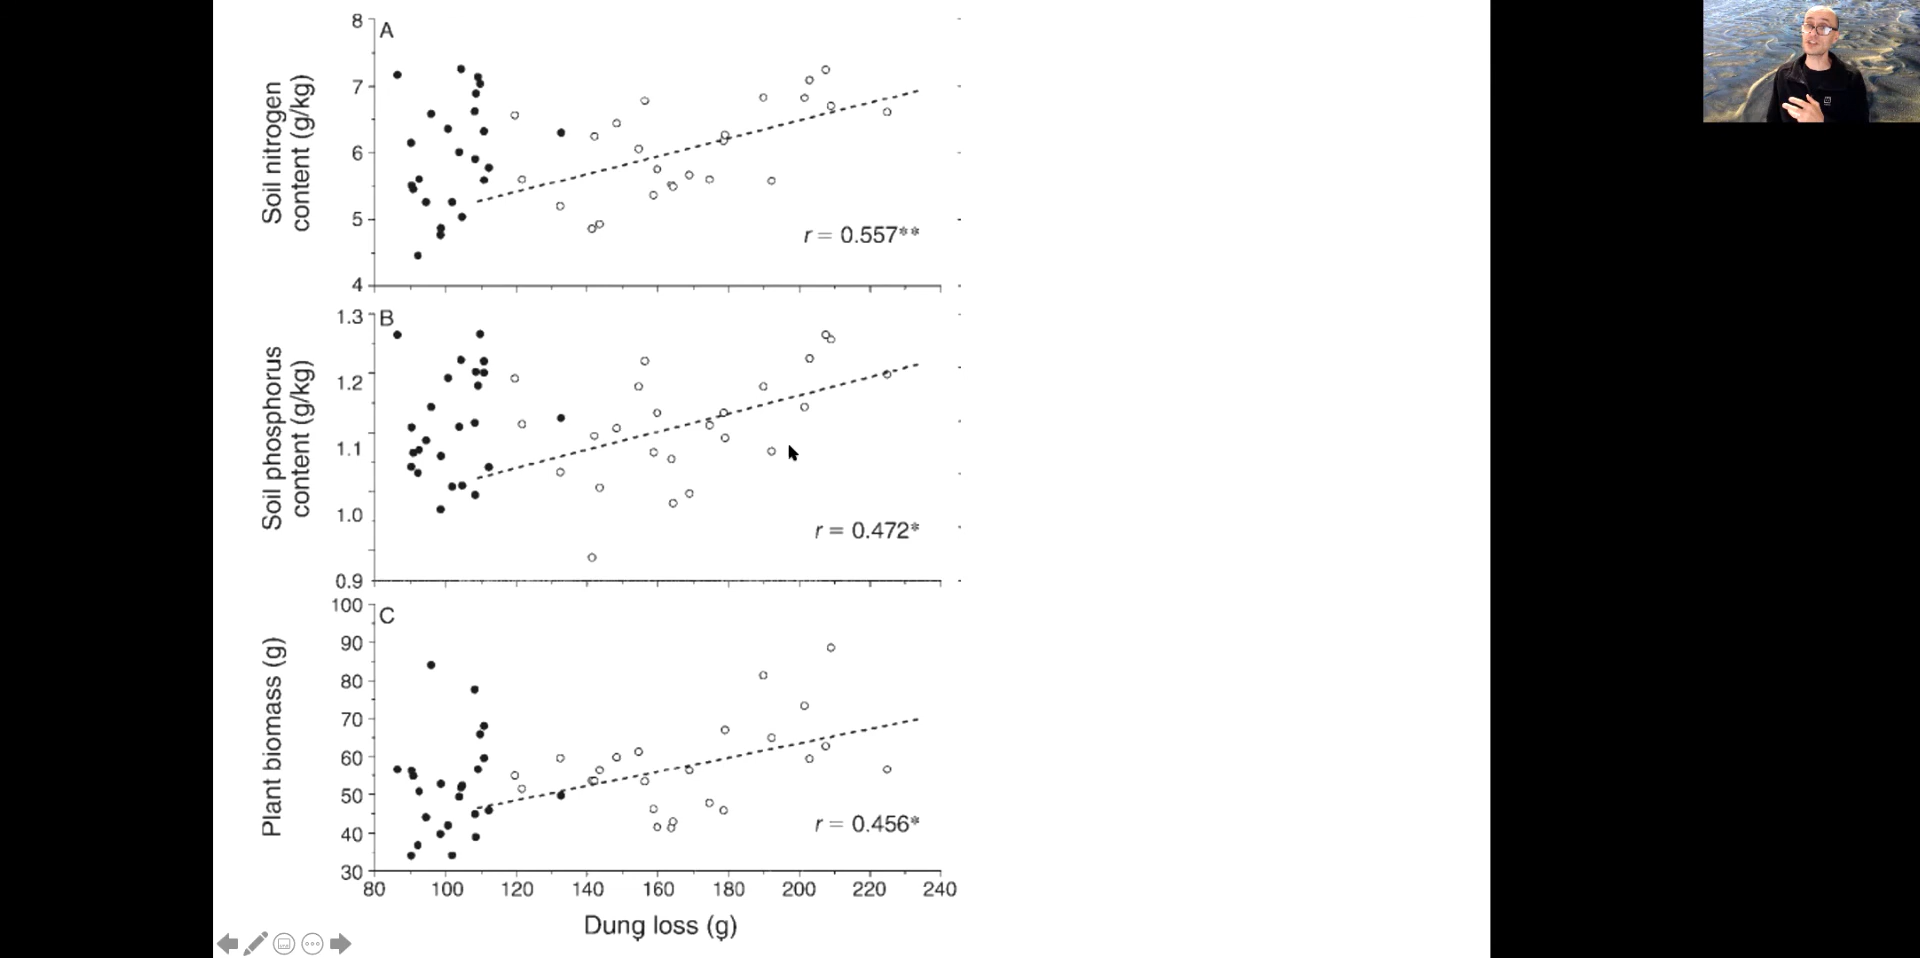 A
8
7
6
5
4
Soil nitrogen
content (g/kg)
r = 0.557**
B
1.3
1.2
1.1
1.0
0.9
Soil phosphorus
content (g/kg)
r = 0.472*
C
100
90
80
70
60
50
40
30
Plant biomass (g)
r = 0.456*
80 100 120 140 160 180 200 220 240
Dung loss (g)